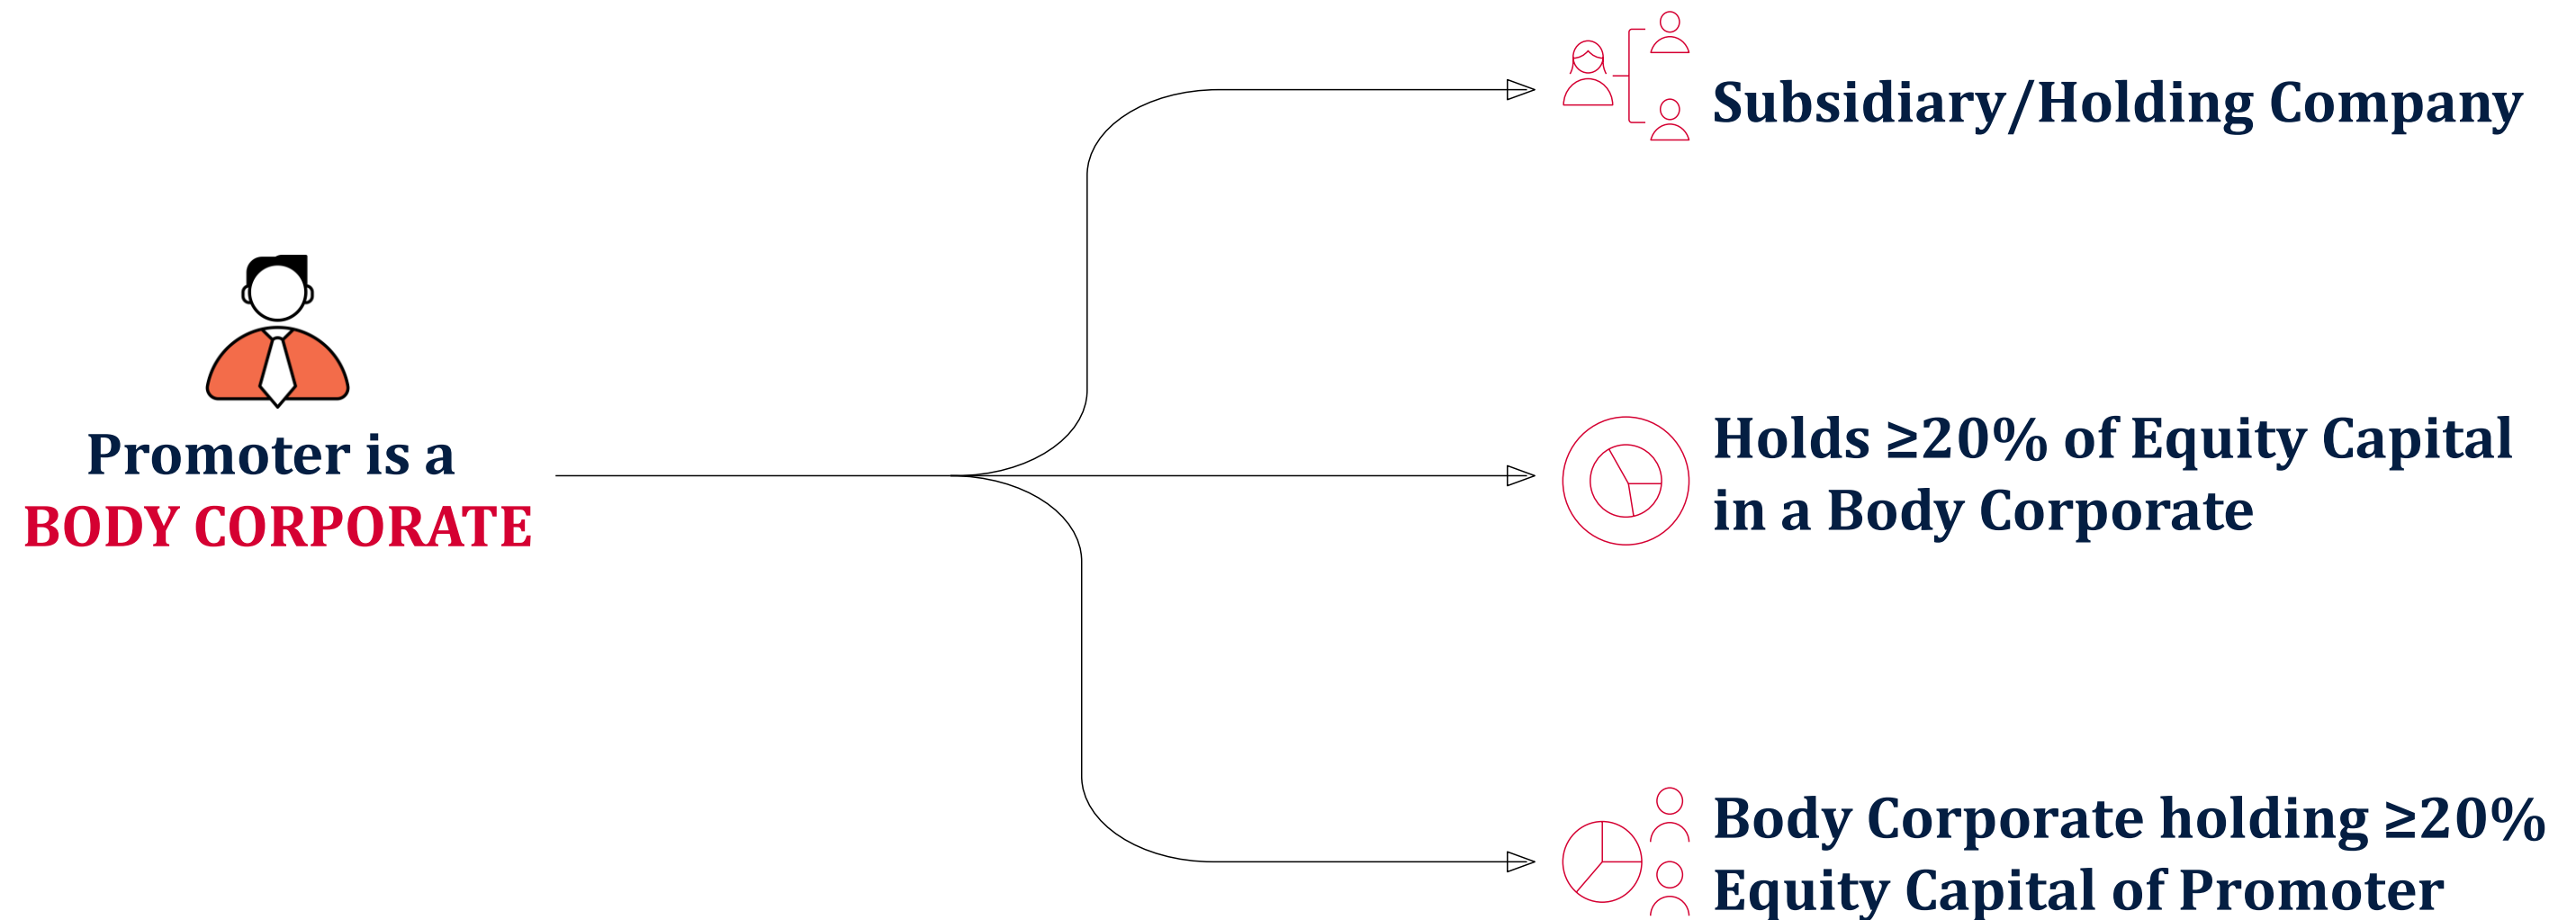 Subsidiary/Holding Company
Promoter is a
BODY CORPORATE
Holds ≥20% of Equity Capital
in a Body Corporate
Body Corporate holding ≥20%
Equity Capital of Promoter